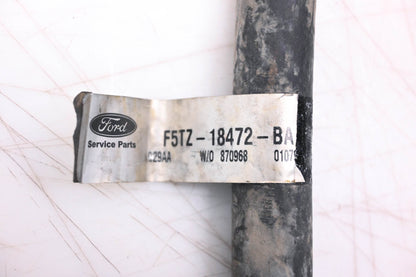 Ford
Service Parts
F5TZ-18472-BA
C29AA W/O 870968 0107